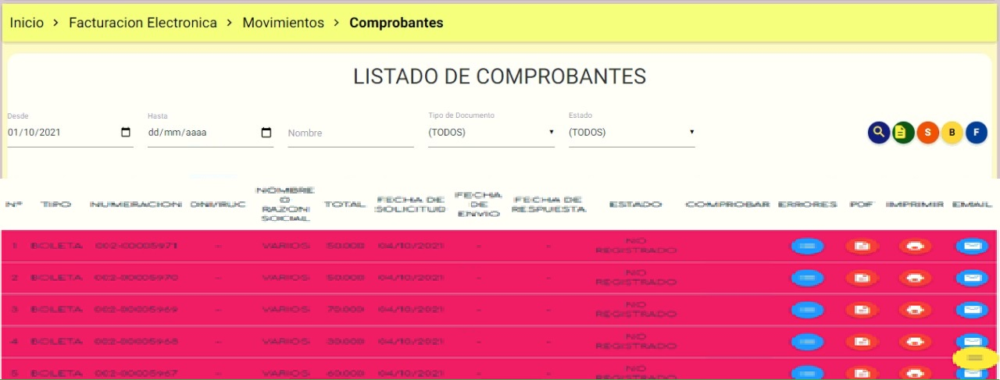 Inicio > Facturacion Electronica > Movimientos > Comprobantes
LISTADO DE COMPROBANTES
Desde Hasta Tipo de Documento Estado
01/10/2021 dd/mm/aaaa Nombre (TODOS) (TODOS) S B F
N° TIPO NUMERACION DNI/RUC NOMBRE O RAZON SOCIAL TOTAL FECHA DE SOLICITUD FECHA DE ENVIO FECHA DE RESPUESTA ESTADO COMPROBAR ERRORES PDF IMPRIMIR EMAIL
1 BOLETA 002-00005971 - VARIOS 50.000 04/10/2021 - - NO REGISTRADO
2 BOLETA 002-00005970 - VARIOS 50.000 04/10/2021 - - NO REGISTRADO
3 BOLETA 002-00005969 - VARIOS 70.000 04/10/2021 - - NO REGISTRADO
4 BOLETA 002-00005968 - VARIOS 30.000 04/10/2021 - - NO REGISTRADO
5 BOLETA 002-00005967 - VARIOS 60.000 04/10/2021 - - NO REGISTRADO